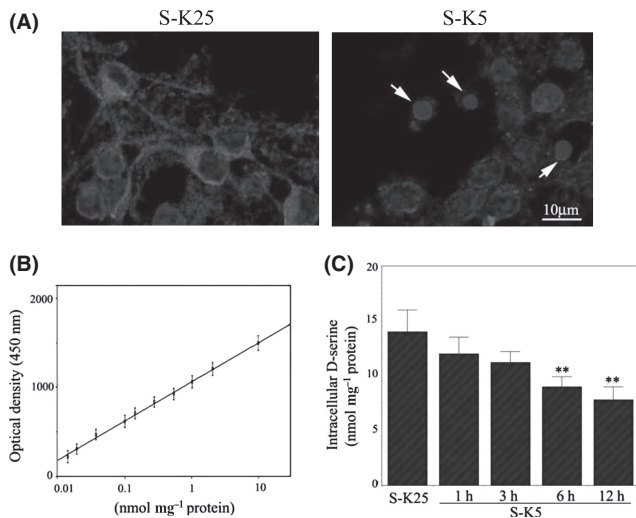 (A)
S-K25
S-K5
10µm
(B)
Optical density (450 nm)
2000
1000
0
0.01 0.1 1 10
(nmol mg⁻¹ protein)
(C)
Intracellular D-serine
(nmol mg⁻¹ protein)
20
15
10
5
0
** **
S-K25 1 h 3 h 6 h 12 h
S-K5